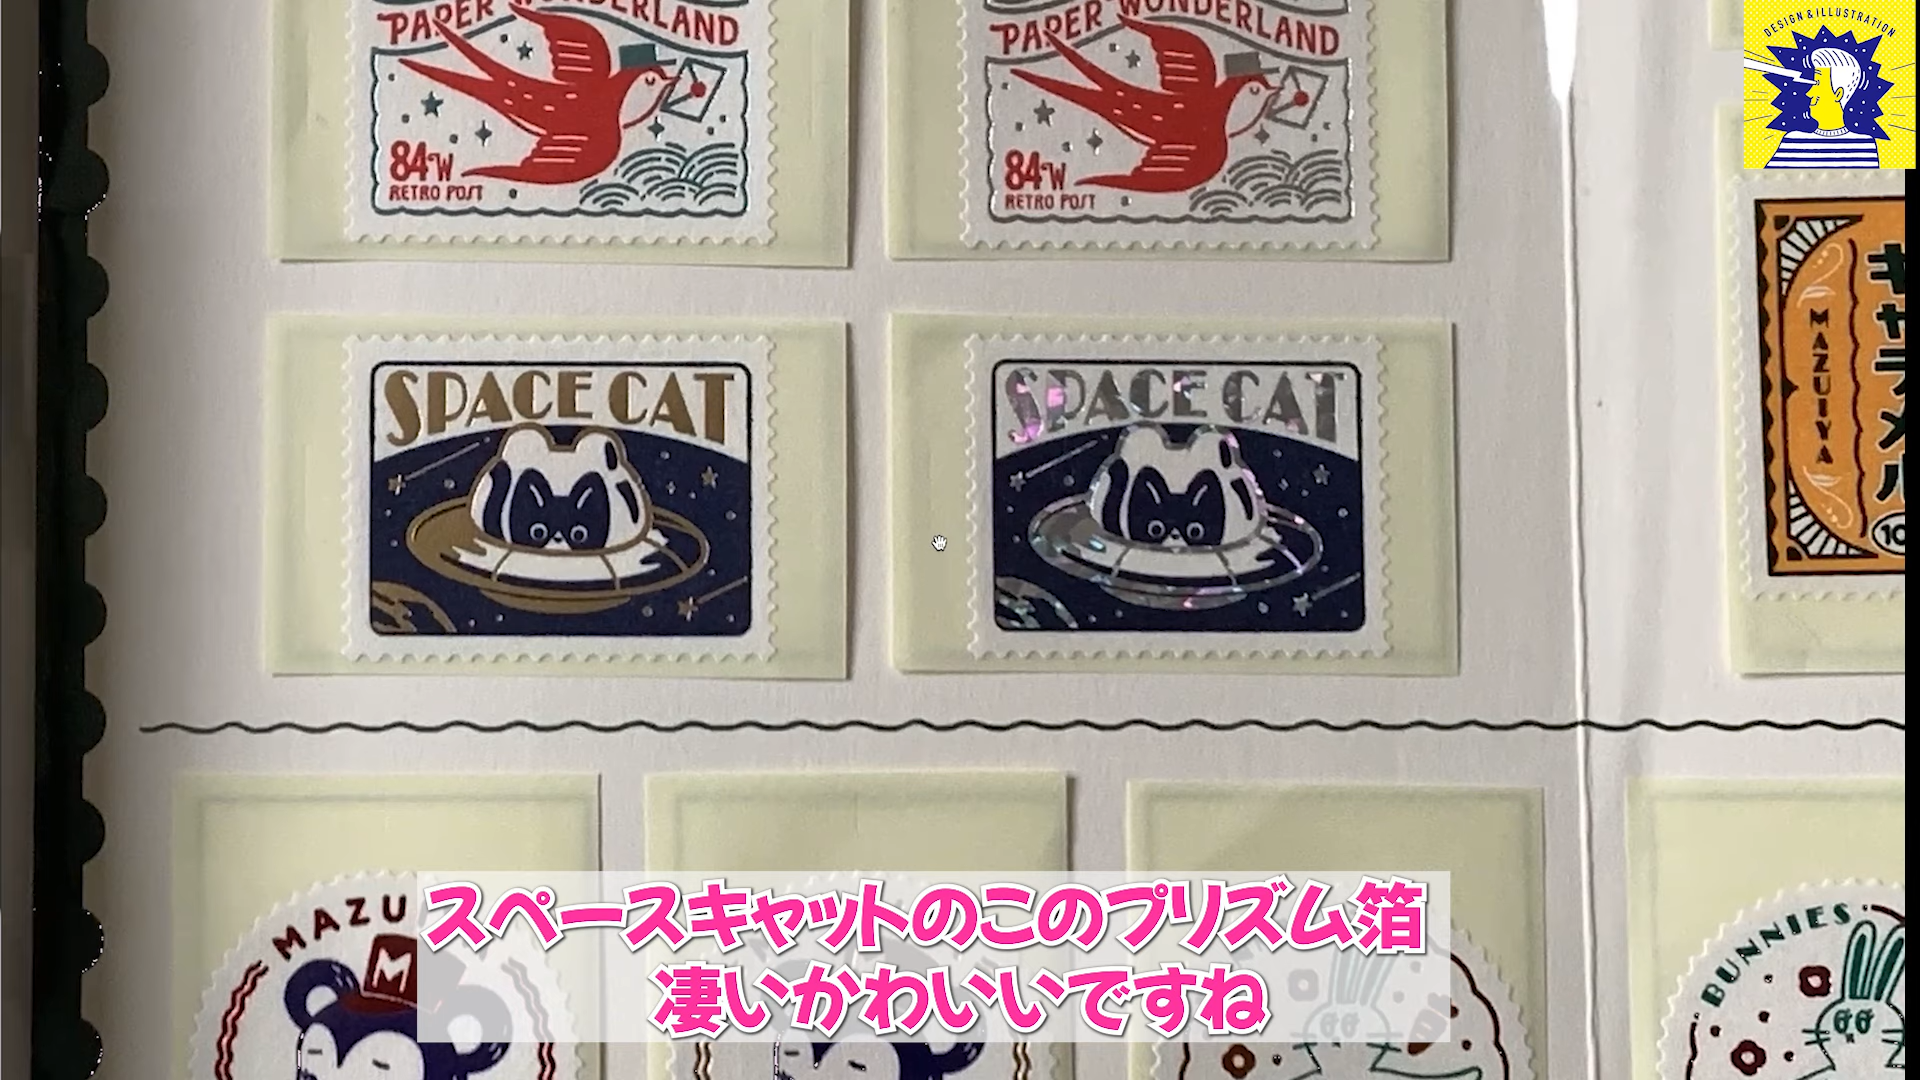 PAPER WONDERLAND
84W
RETRO POST
PAPER WONDERLAND
84W
RETRO POST
DESIGN & ILLUSTRATION
SPACE CAT
SPACE CAT
キャラメル
MAZUIYA
10
MAZU
M
BUNNIES
スペースキャットのこのプリズム箔
凄いかわいいですね